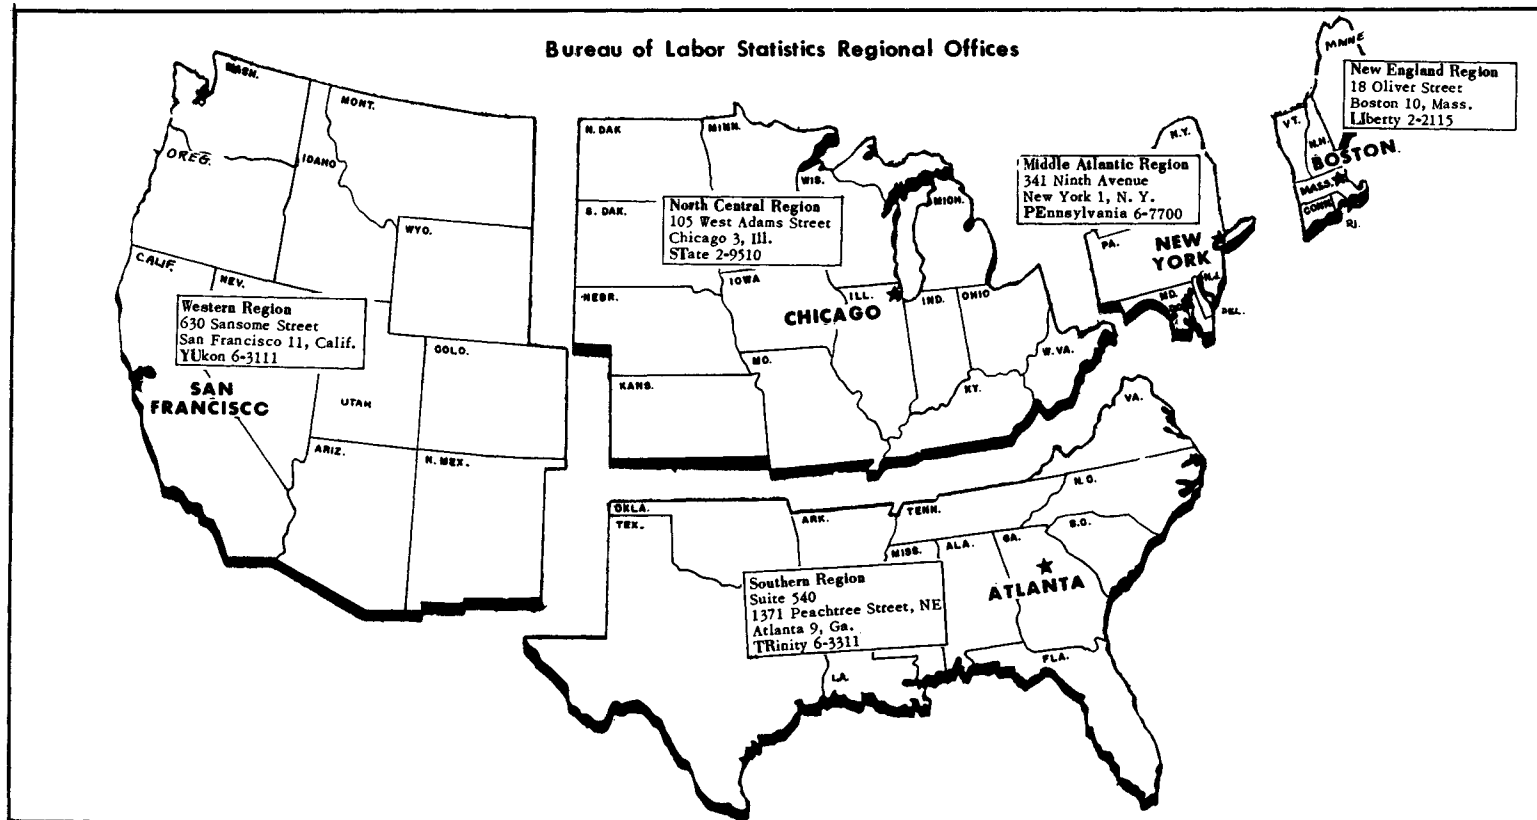 Bureau of Labor Statistics Regional Offices
WASH.
MONT.
OREG.
IDAHO
WYO.
CALIF.
NEV.
Western Region
630 Sansome Street
San Francisco 11, Calif.
YUkon 6-3111
SAN
FRANCISCO
UTAH
COLO.
ARIZ.
N. MEX.
N. DAK
MINN.
S. DAK.
WIS.
MICH.
North Central Region
105 West Adams Street
Chicago 3, Ill.
STate 2-9510
NEBR.
IOWA
ILL.
IND.
OHIO
CHICAGO
KANS.
MO.
KY.
W. VA.
MAINE
New England Region
18 Oliver Street
Boston 10, Mass.
LIberty 2-2115
VT.
N.H.
BOSTON
MASS.
CONN
R.I.
N.Y.
Middle Atlantic Region
341 Ninth Avenue
New York 1, N. Y.
PEnnsylvania 6-7700
PA.
NEW
YORK
N.J.
MD.
DEL.
VA.
N.C.
S.C.
OKLA.
TEX.
ARK.
TENN.
MISS.
ALA.
GA.
ATLANTA
Southern Region
Suite 540
1371 Peachtree Street, NE
Atlanta 9, Ga.
TRinity 6-3311
LA.
FLA.